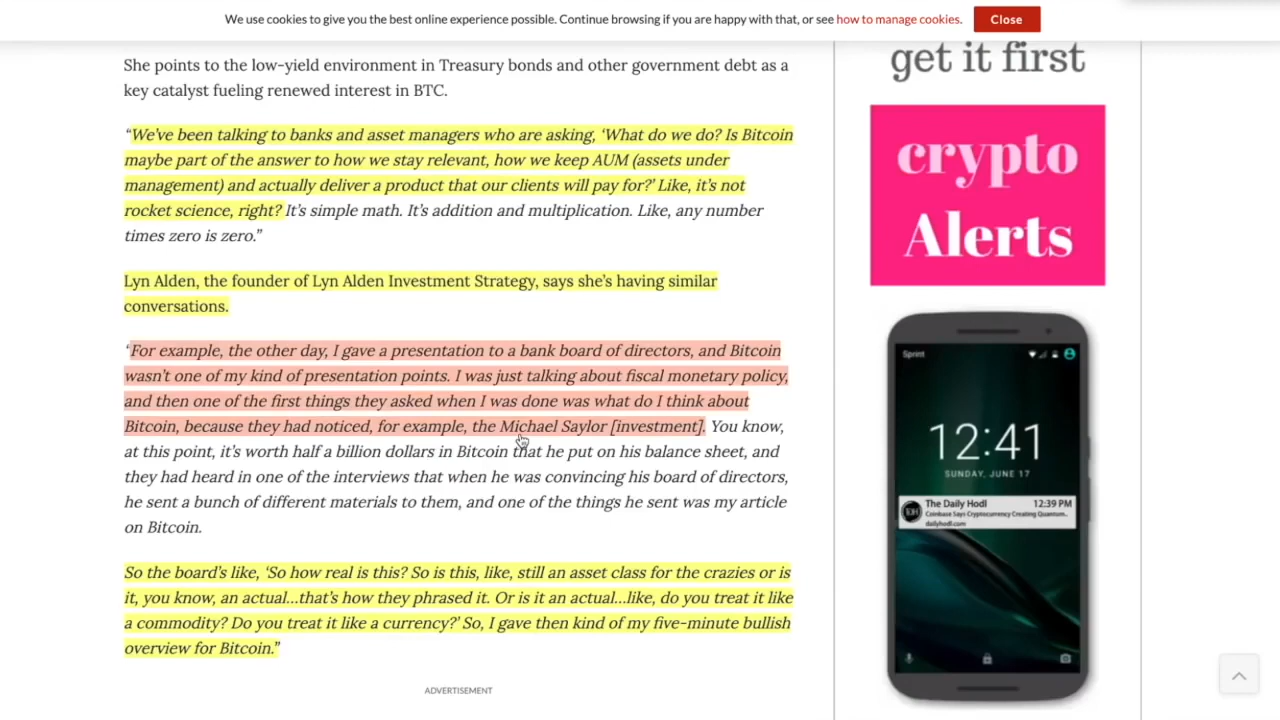 We use cookies to give you the best online experience possible. Continue browsing if you are happy with that, or see how to manage cookies.
Close
She points to the low-yield environment in Treasury bonds and other government debt as a
key catalyst fueling renewed interest in BTC.
“We’ve been talking to banks and asset managers who are asking, ‘What do we do? Is Bitcoin
maybe part of the answer to how we stay relevant, how we keep AUM (assets under
management) and actually deliver a product that our clients will pay for?’ Like, it’s not
rocket science, right? It’s simple math. It’s addition and multiplication. Like, any number
times zero is zero.”
Lyn Alden, the founder of Lyn Alden Investment Strategy, says she’s having similar
conversations.
‘For example, the other day, I gave a presentation to a bank board of directors, and Bitcoin
wasn’t one of my kind of presentation points. I was just talking about fiscal monetary policy,
and then one of the first things they asked when I was done was what do I think about
Bitcoin, because they had noticed, for example, the Michael Saylor [investment]. You know,
at this point, it’s worth half a billion dollars in Bitcoin that he put on his balance sheet, and
they had heard in one of the interviews that when he was convincing his board of directors,
he sent a bunch of different materials to them, and one of the things he sent was my article
on Bitcoin.
So the board’s like, ‘So how real is this? So is this, like, still an asset class for the crazies or is
it, you know, an actual…that’s how they phrased it. Or is it an actual…like, do you treat it like
a commodity? Do you treat it like a currency?’ So, I gave then kind of my five-minute bullish
overview for Bitcoin.”
ADVERTISEMENT
get it first
crypto
Alerts
Sprint
12:41
SUNDAY, JUNE 17
The Daily Hodl 12:39 PM
Coinbase Says Cryptocurrency Creating Quantum..
dailyhodl.com